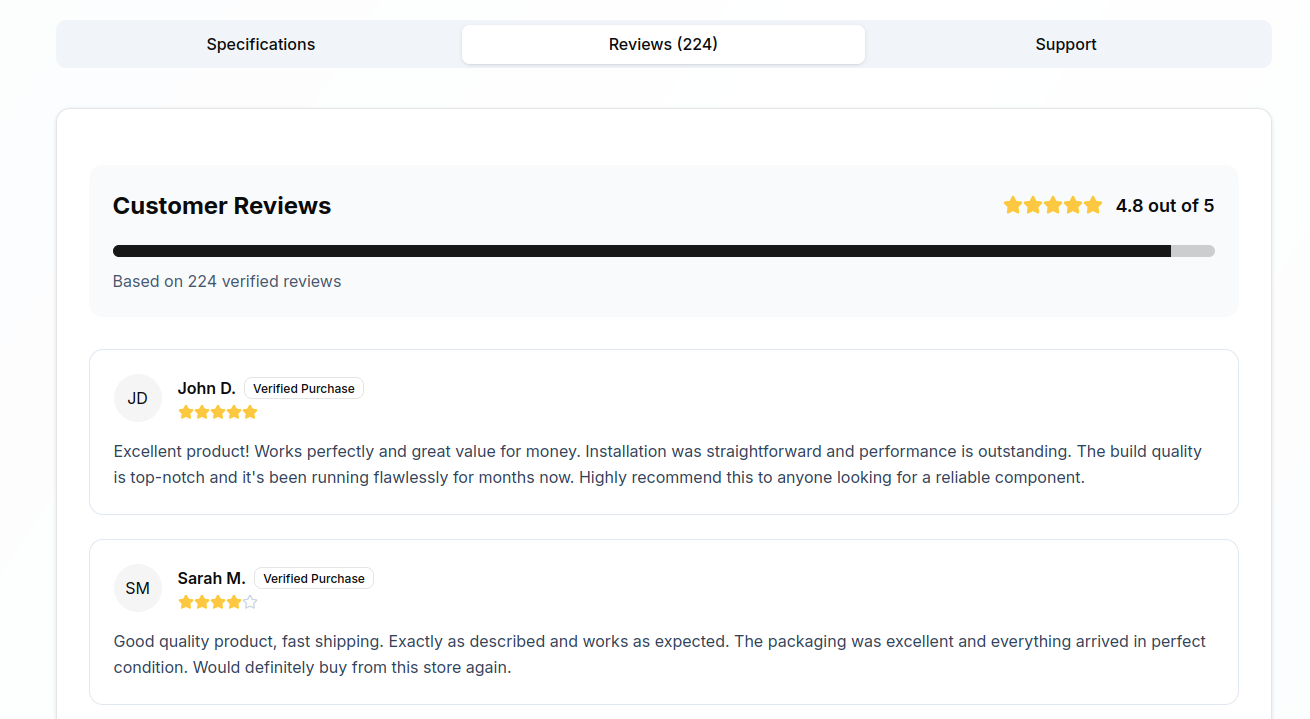 Specifications
Reviews (224)
Support
Customer Reviews
4.8 out of 5
Based on 224 verified reviews
JD
John D.
Verified Purchase
Excellent product! Works perfectly and great value for money. Installation was straightforward and performance is outstanding. The build quality
is top-notch and it's been running flawlessly for months now. Highly recommend this to anyone looking for a reliable component.
SM
Sarah M.
Verified Purchase
Good quality product, fast shipping. Exactly as described and works as expected. The packaging was excellent and everything arrived in perfect
condition. Would definitely buy from this store again.